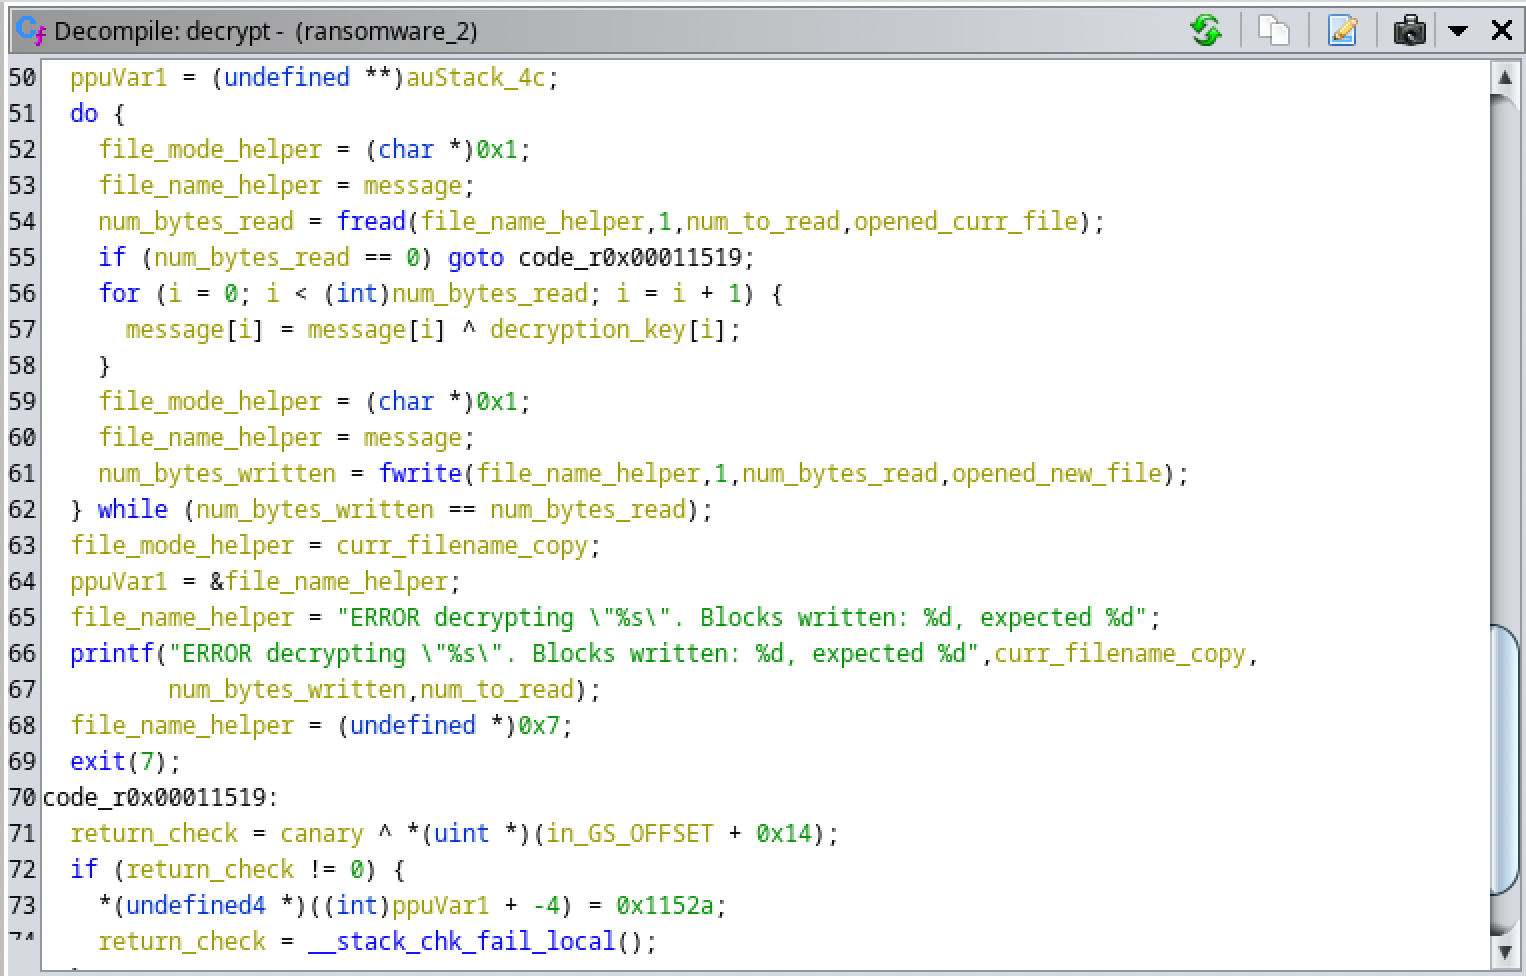 Decompile: decrypt - (ransomware_2)
50 ppuVar1 = (undefined **)auStack_4c;
51 do {
52 file_mode_helper = (char *)0x1;
53 file_name_helper = message;
54 num_bytes_read = fread(file_name_helper,1,num_to_read,opened_curr_file);
55 if (num_bytes_read == 0) goto code_r0x00011519;
56 for (i = 0; i < (int)num_bytes_read; i = i + 1) {
57 message[i] = message[i] ^ decryption_key[i];
58 }
59 file_mode_helper = (char *)0x1;
60 file_name_helper = message;
61 num_bytes_written = fwrite(file_name_helper,1,num_bytes_read,opened_new_file);
62 } while (num_bytes_written == num_bytes_read);
63 file_mode_helper = curr_filename_copy;
64 ppuVar1 = &file_name_helper;
65 file_name_helper = "ERROR decrypting \"%s\". Blocks written: %d, expected %d";
66 printf("ERROR decrypting \"%s\". Blocks written: %d, expected %d",curr_filename_copy,
67 num_bytes_written,num_to_read);
68 file_name_helper = (undefined *)0x7;
69 exit(7);
70 code_r0x00011519:
71 return_check = canary ^ *(uint *)(in_GS_OFFSET + 0x14);
72 if (return_check != 0) {
73 *(undefined4 *)((int)ppuVar1 + -4) = 0x1152a;
74 return_check = __stack_chk_fail_local();